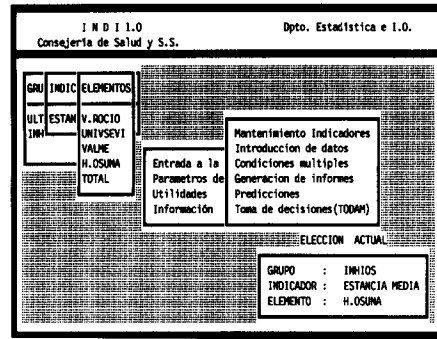 I N D I 1.0
Dpto. Estadistica e I.O.
Consejeria de Salud y S.S.
GRU
INDIC
ELEMENTOS
ULT
INH
ESTAN
V.ROCIO
UNIVSEVI
VALME
H.OSUNA
TOTAL
Entrada a la
Parametros de
Utilidades
Información
Mantenimiento Indicadores
Introduccion de datos
Condiciones multiples
Generacion de informes
Predicciones
Toma de decisiones(TODAM)
ELECCION ACTUAL
GRUPO : INHIOS
INDICADOR : ESTANCIA MEDIA
ELEMENTO : H.OSUNA